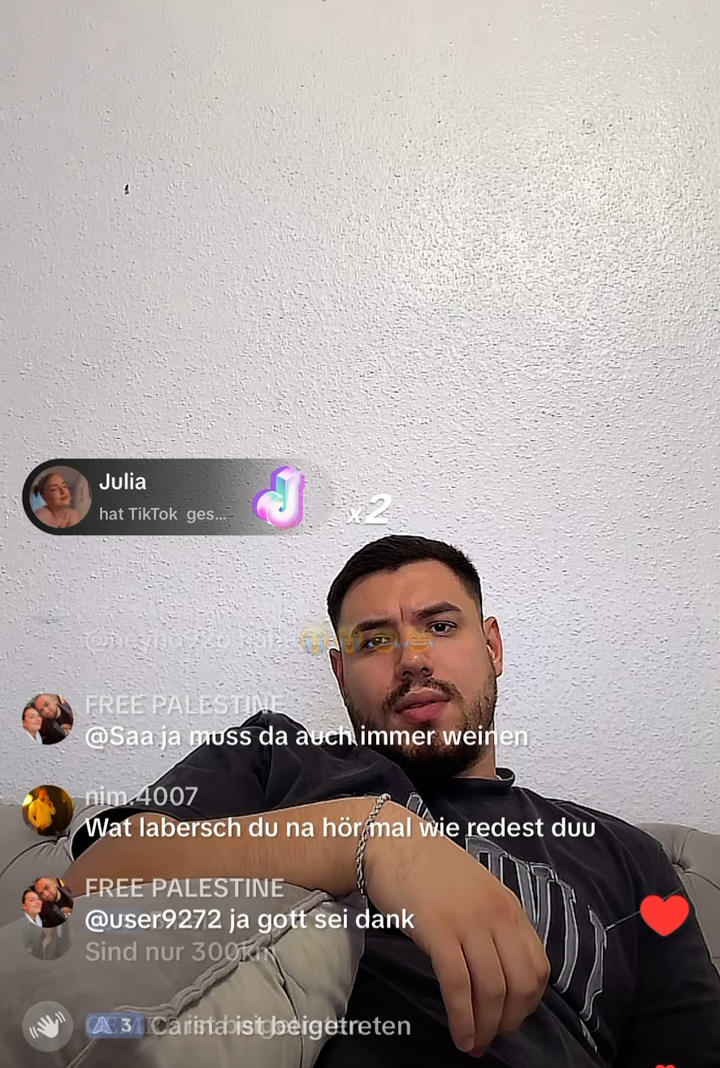 Julia
hat TikTok ges...
x2
FREE PALESTINE
@Saa ja muss da auch immer weinen
nim.4007
Wat labersch du na hör mal wie redest duu
FREE PALESTINE
@user9272 ja gott sei dank
Sind nur 300km
3 Carina ist beigetreten